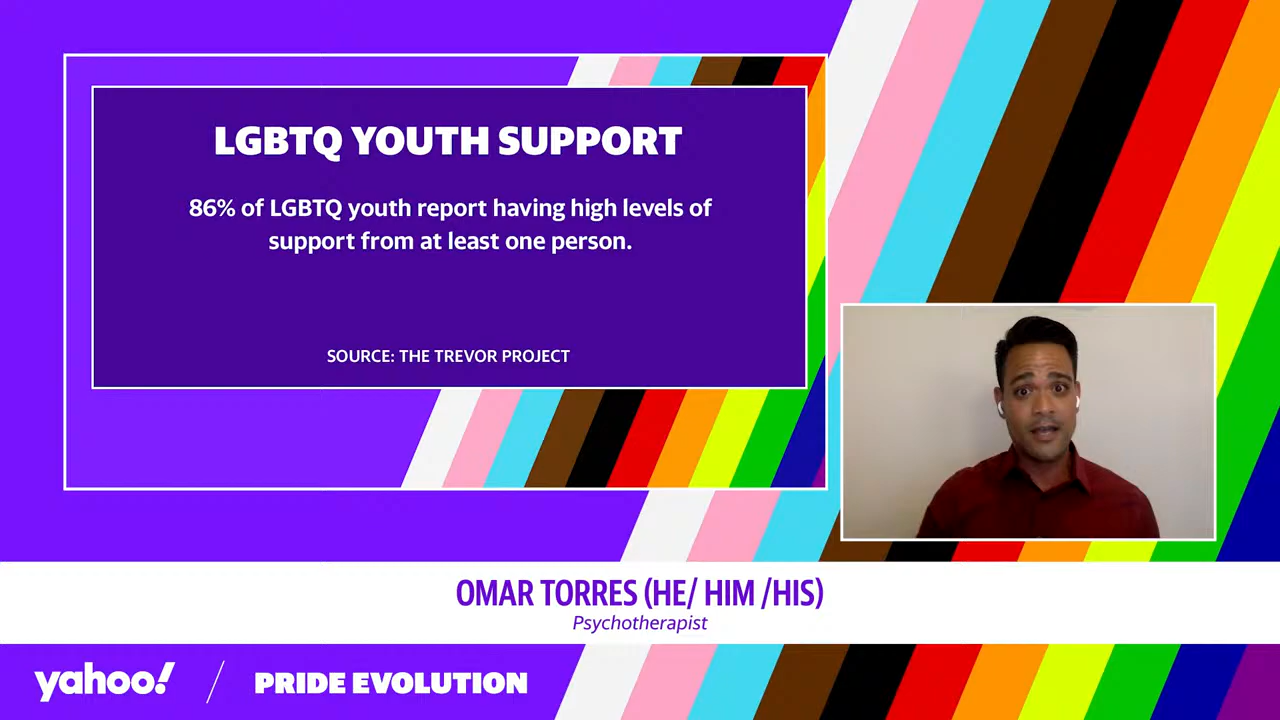 LGBTQ YOUTH SUPPORT
86% of LGBTQ youth report having high levels of
support from at least one person.
SOURCE: THE TREVOR PROJECT
OMAR TORRES (HE/ HIM /HIS)
Psychotherapist
yahoo! / PRIDE EVOLUTION